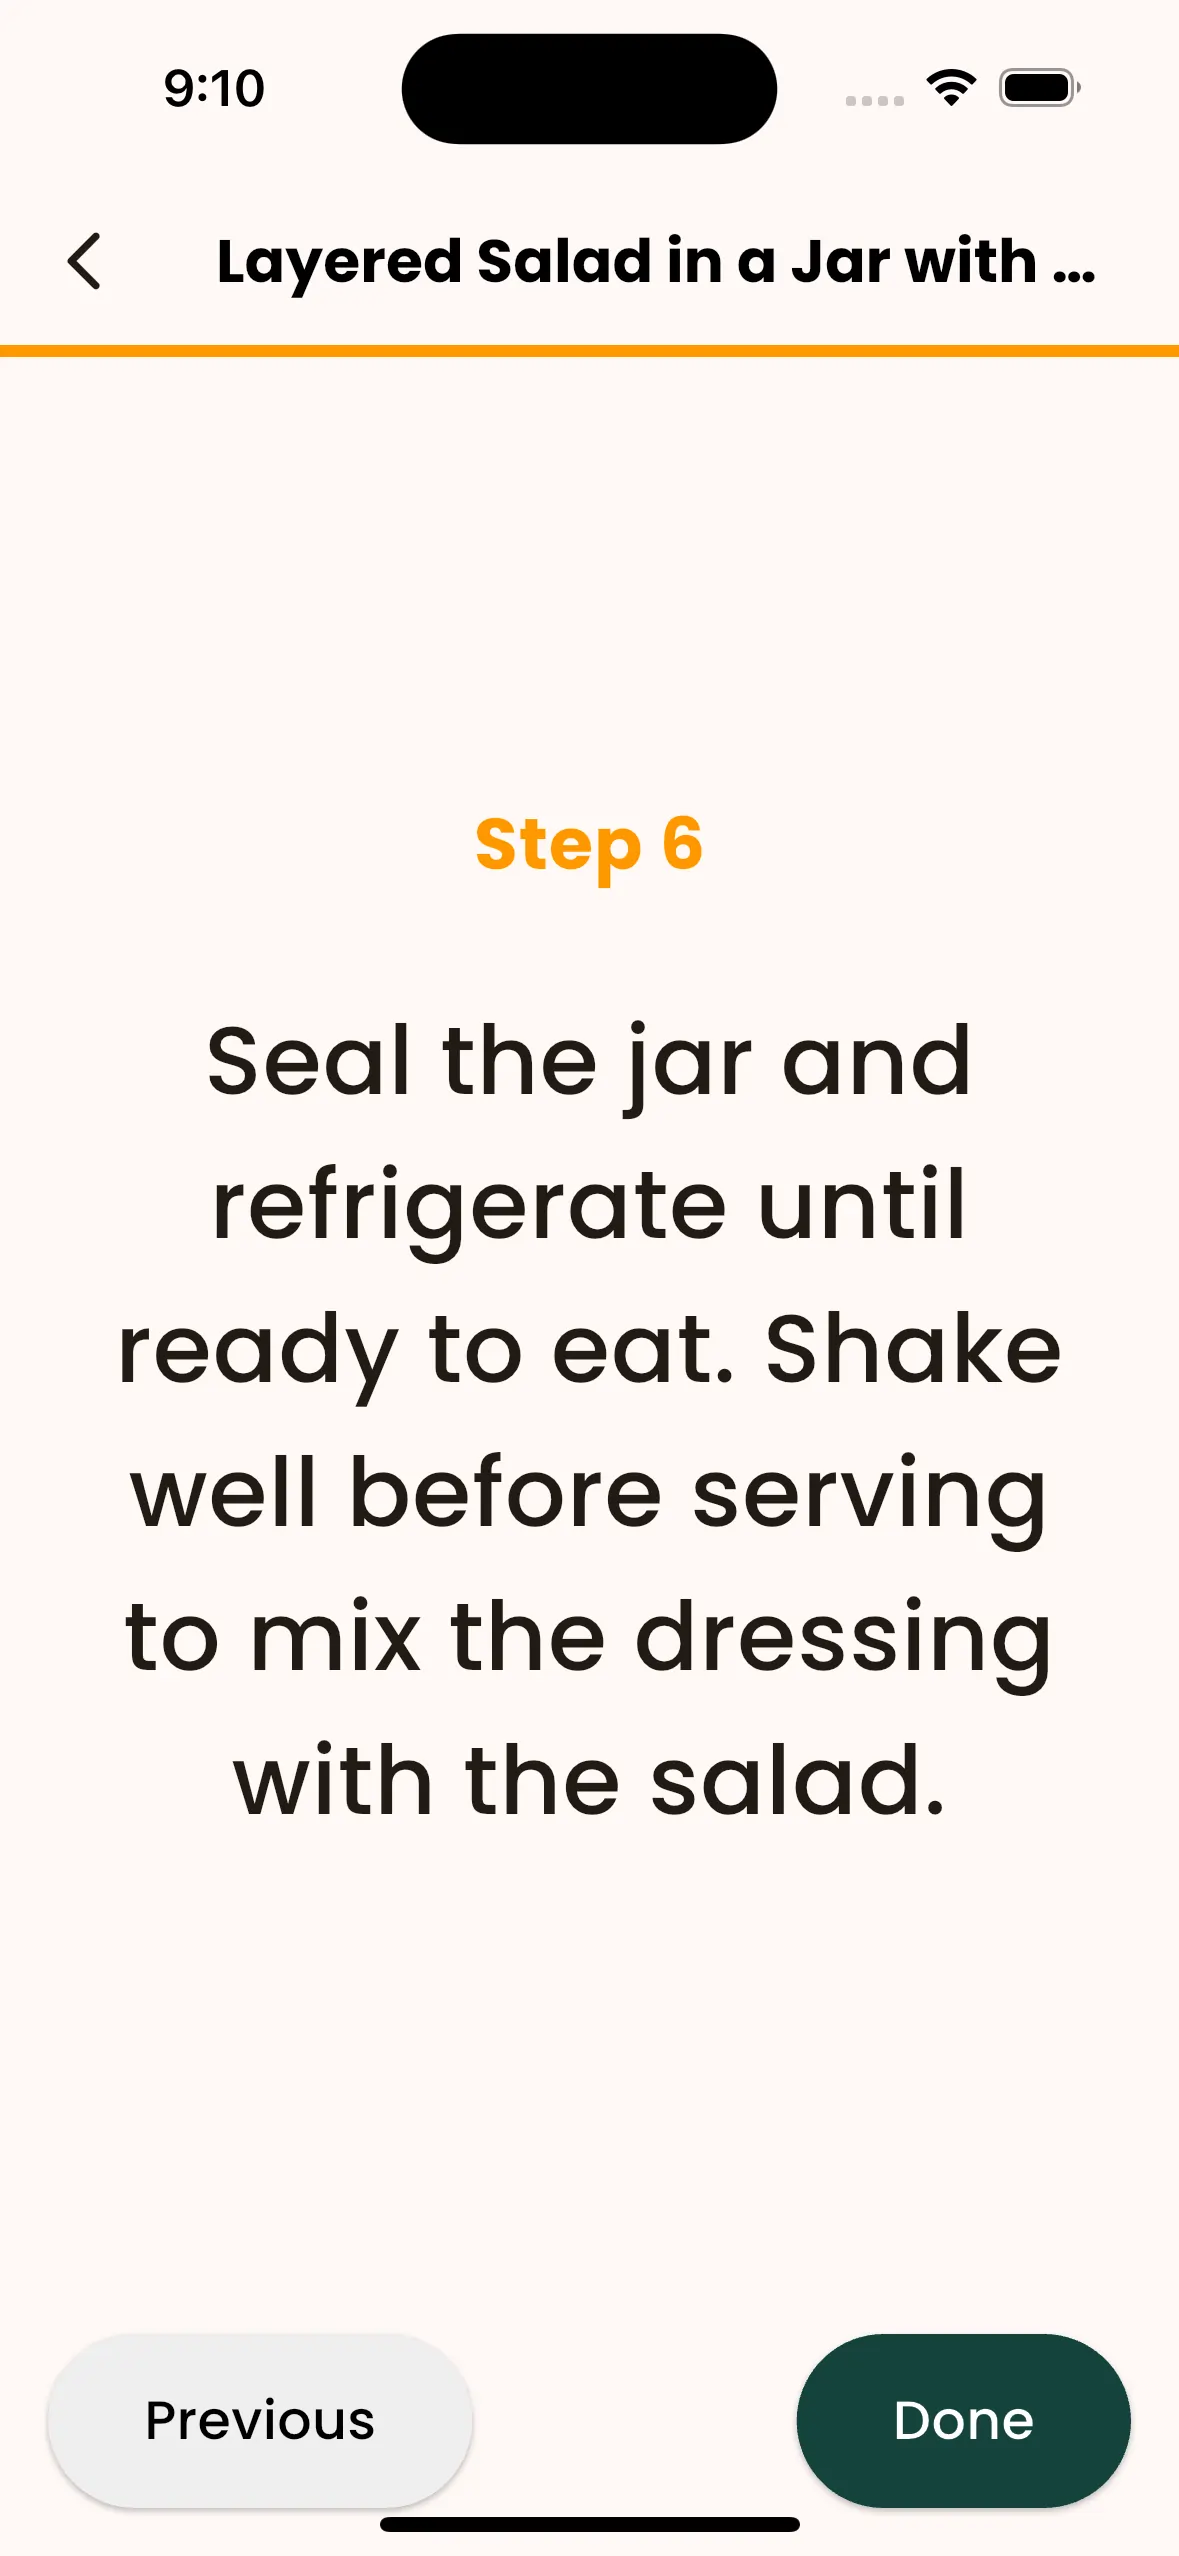 9:10
Layered Salad in a Jar with ...
Step 6
Seal the jar and
refrigerate until
ready to eat. Shake
well before serving
to mix the dressing
with the salad.
Previous
Done